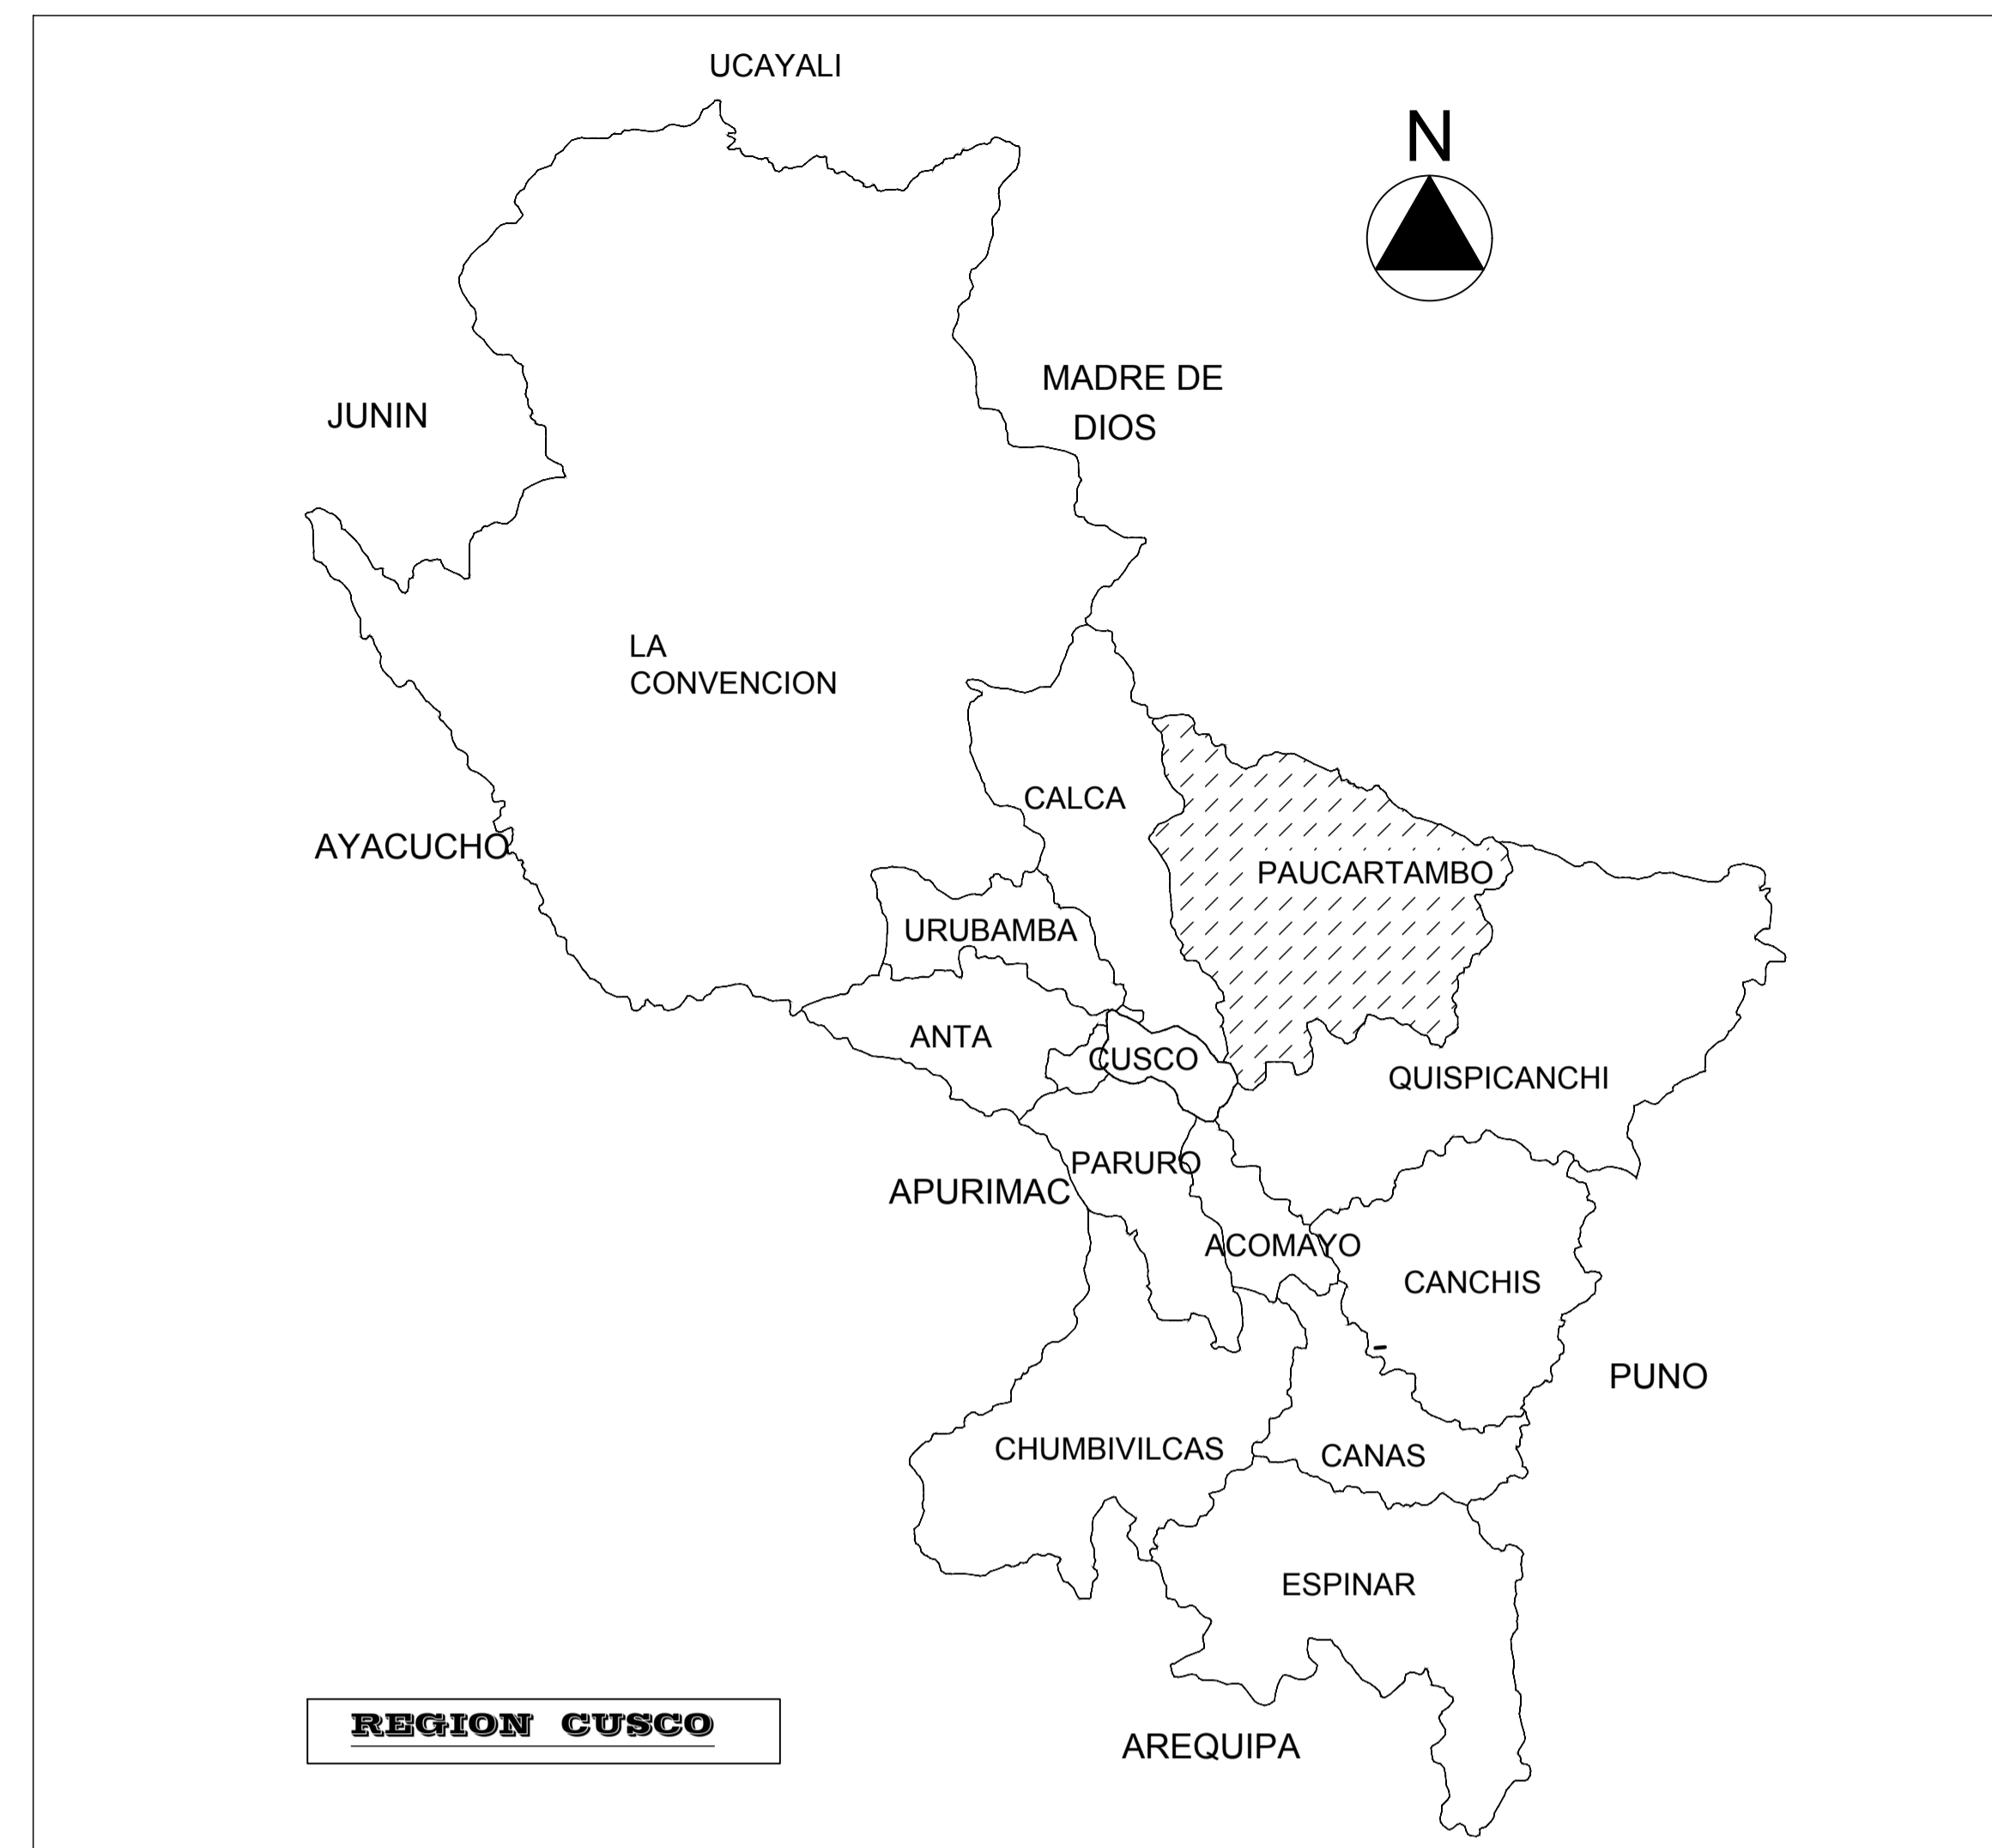 UCAYALI
N
MADRE DE
DIOS
JUNIN
LA
CONVENCION
CALCA
AYACUCHO
PAUCARTAMBO
URUBAMBA
ANTA
CUSCO
QUISPICANCHI
PARURO
APURIMAC
ACOMAYO
CANCHIS
PUNO
CHUMBIVILCAS
CANAS
ESPINAR
REGION CUSCO
AREQUIPA